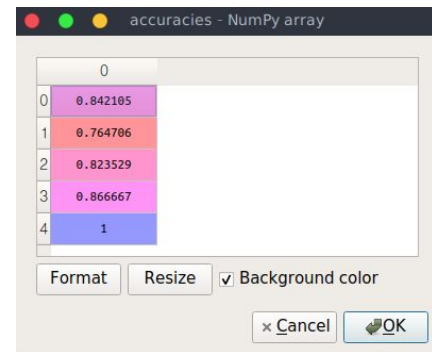 accuracies - NumPy array
0
0 0.842105
1 0.764706
2 0.823529
3 0.866667
4 1
Format Resize Background color
Cancel OK